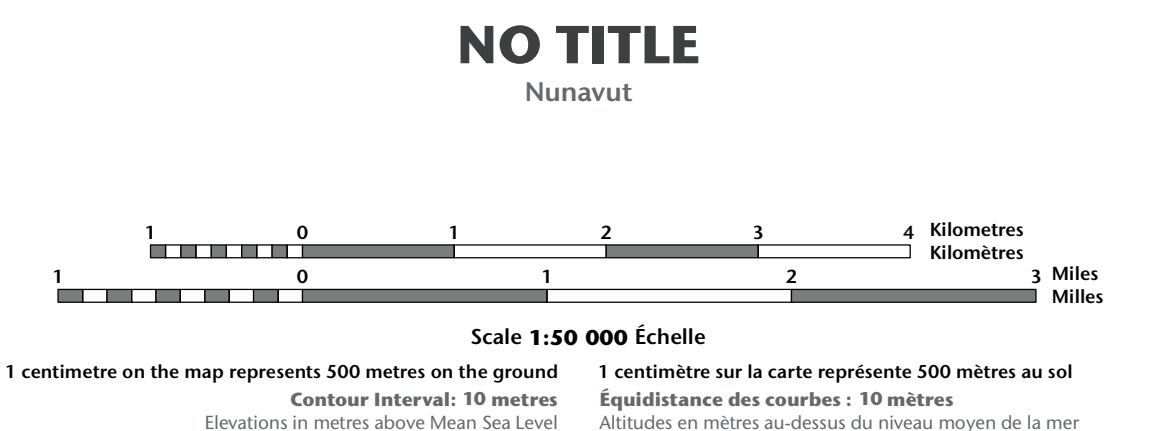 NO TITLE
Nunavut
1 0 1 2 3 4 Kilometres
Kilomètres
1 0 1 2 3 Miles
Milles
Scale 1:50 000 Échelle
1 centimetre on the map represents 500 metres on the ground
1 centimètre sur la carte représente 500 mètres au sol
Contour Interval: 10 metres
Équidistance des courbes : 10 mètres
Elevations in metres above Mean Sea Level
Altitudes en mètres au-dessus du niveau moyen de la mer